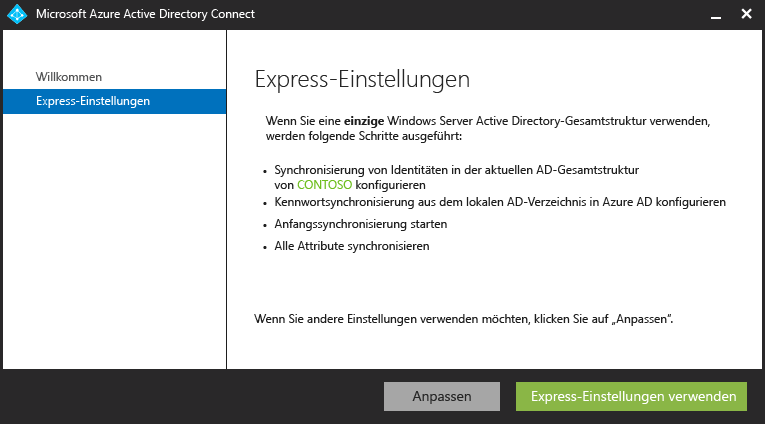 Microsoft Azure Active Directory Connect
Willkommen
Express-Einstellungen
Express-Einstellungen
Wenn Sie eine einzige Windows Server Active Directory-Gesamtstruktur verwenden,
werden folgende Schritte ausgeführt:
• Synchronisierung von Identitäten in der aktuellen AD-Gesamtstruktur
von CONTOSO konfigurieren
• Kennwortsynchronisierung aus dem lokalen AD-Verzeichnis in Azure AD konfigurieren
• Anfangssynchronisierung starten
• Alle Attribute synchronisieren
Wenn Sie andere Einstellungen verwenden möchten, klicken Sie auf „Anpassen“.
Anpassen
Express-Einstellungen verwenden